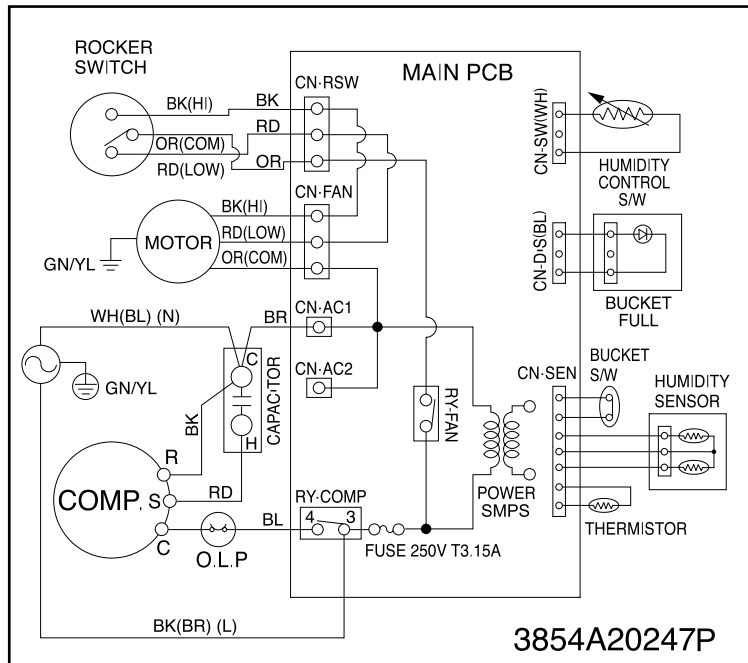 ROCKER
SWITCH
BK(HI)
OR(COM)
RD(LOW)
BK
RD
OR
CN·RSW
MAIN PCB
CN-SW(WH)
HUMIDITY
CONTROL
S/W
CN·FAN
BK(HI)
RD(LOW)
OR(COM)
MOTOR
GN/YL
CN-D·S(BL)
BUCKET
FULL
WH(BL) (N)
BR
CN·AC1
CN·AC2
GN/YL
C
H
CAPAC·TOR
BK
RY-FAN
CN·SEN
BUCKET
S/W
HUMIDITY
SENSOR
COMP.
R
S
C
RD
BL
O.L.P
RY·COMP
4 3
FUSE 250V T3.15A
POWER
SMPS
THERMISTOR
BK(BR) (L)
3854A20247P